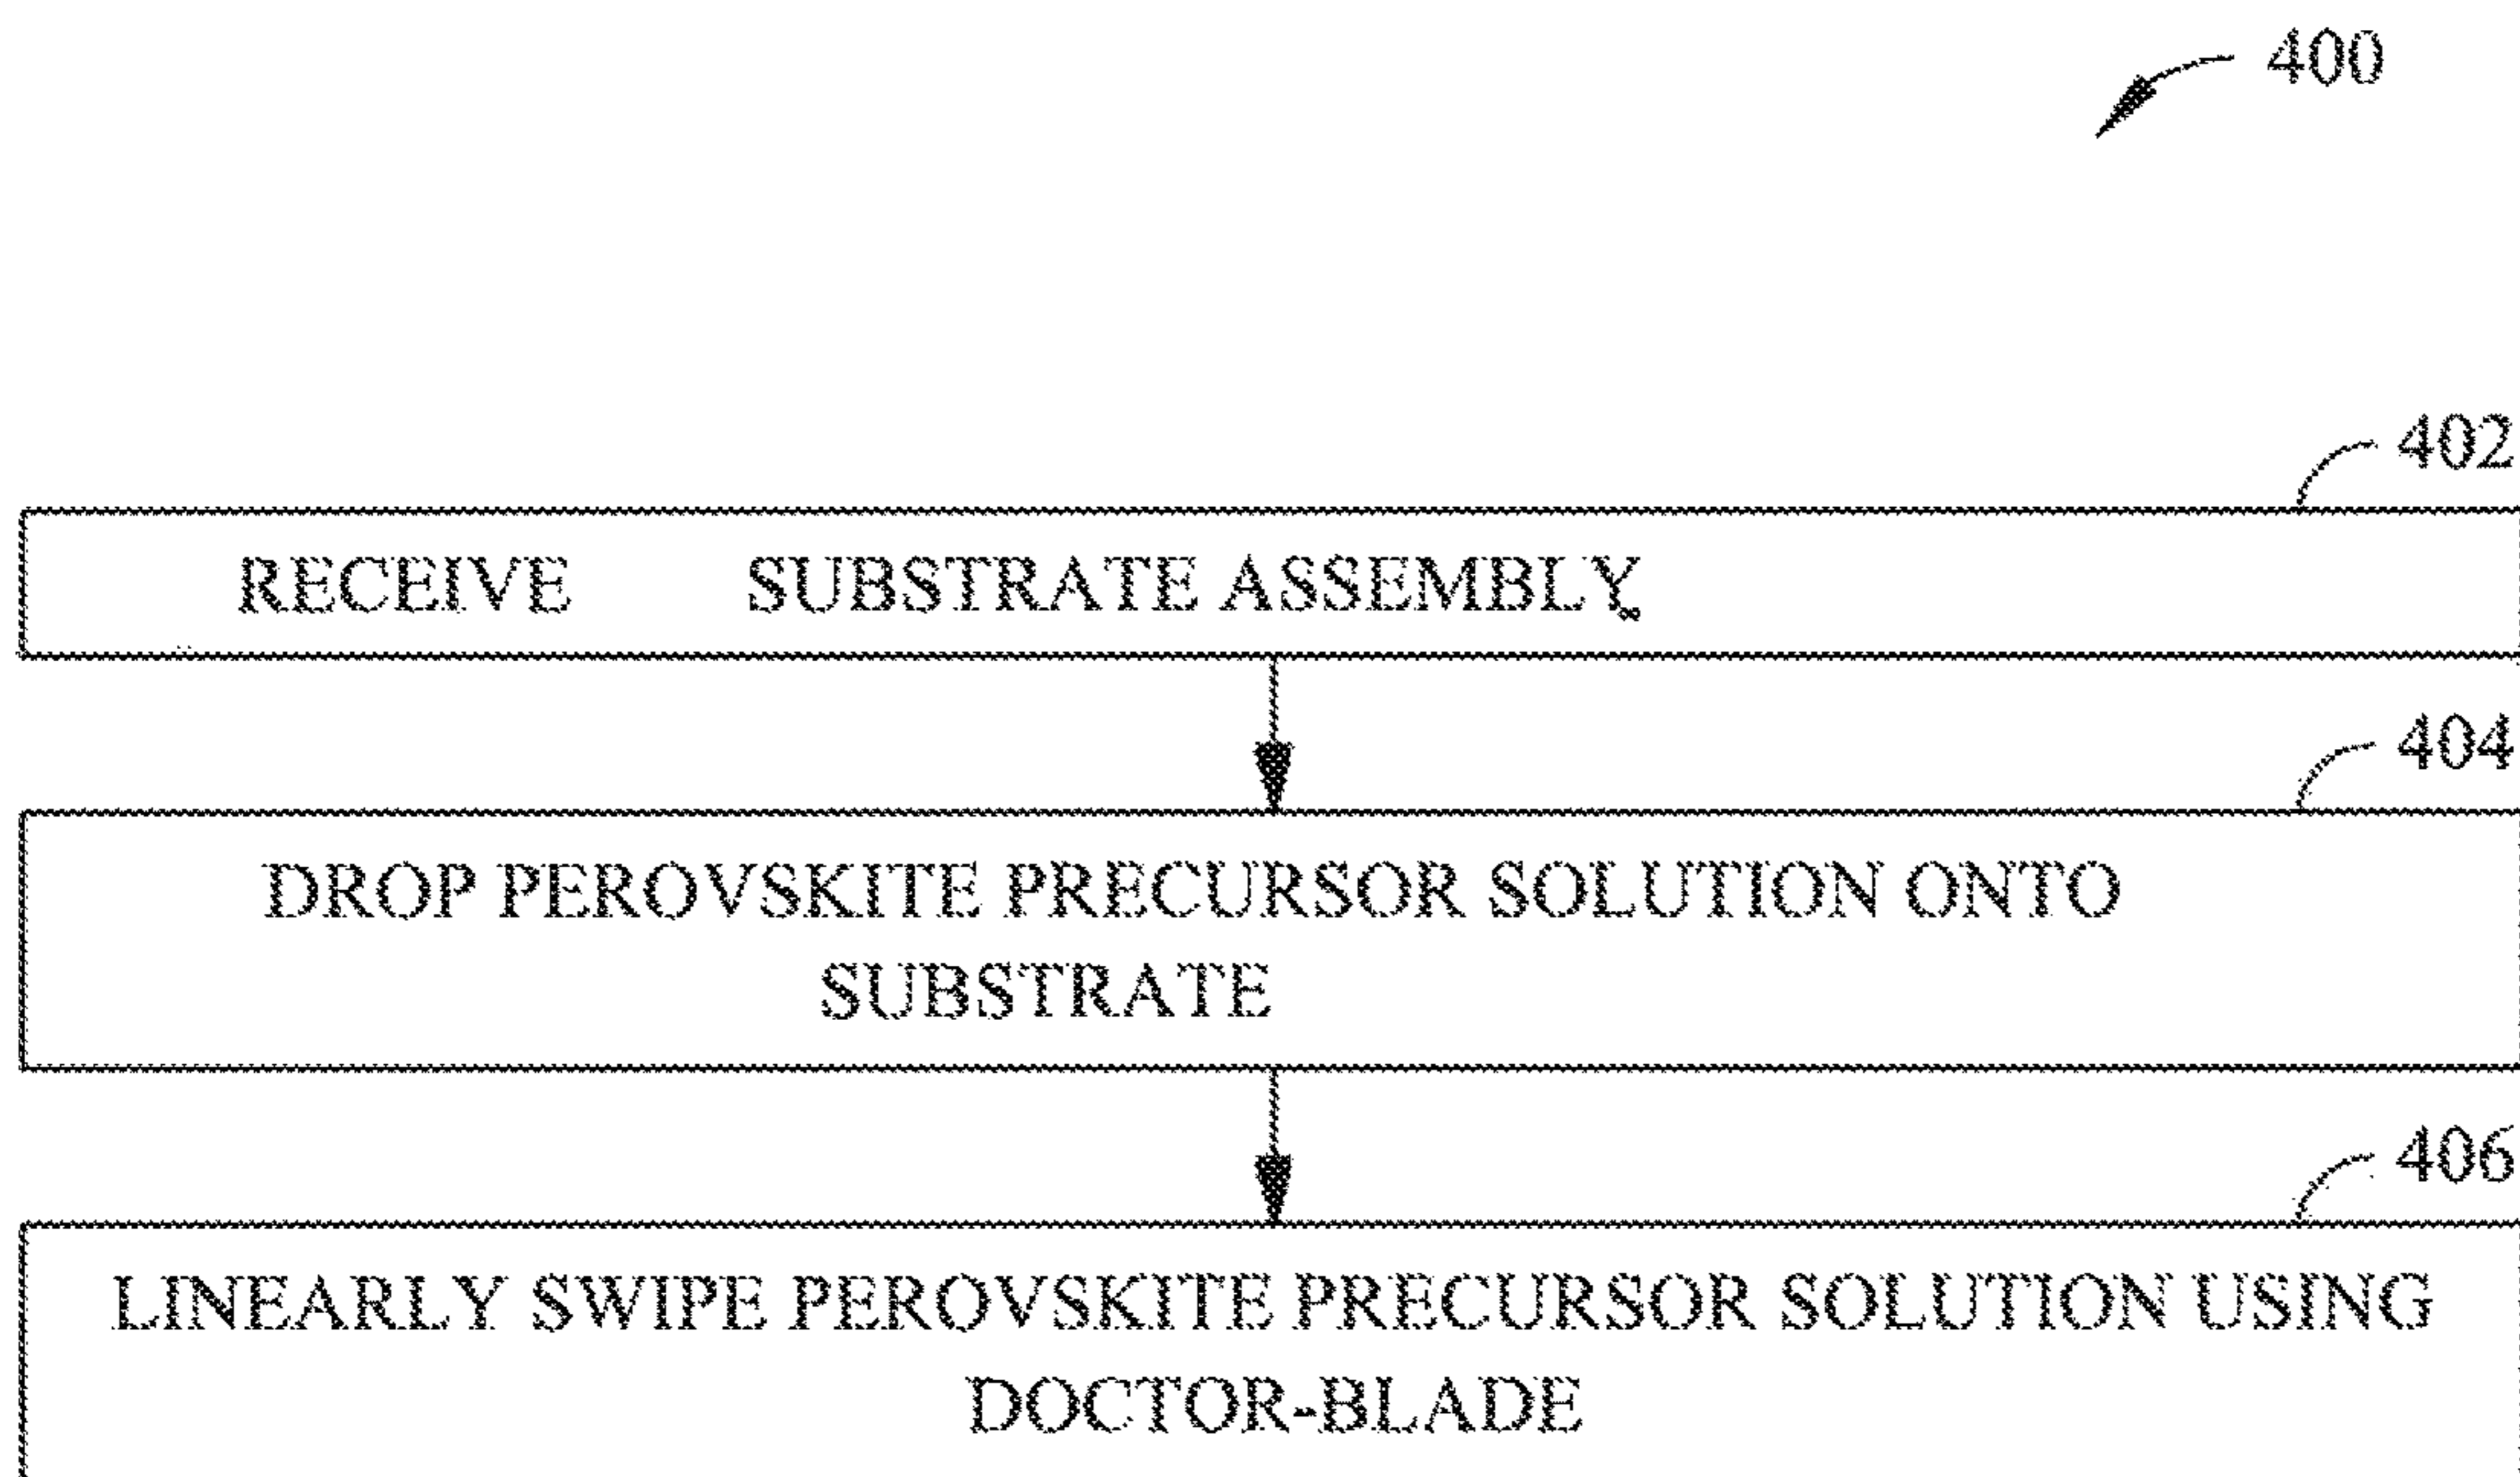 400
402
RECEIVE SUBSTRATE ASSEMBLY
404
DROP PEROVSKITE PRECURSOR SOLUTION ONTO
SUBSTRATE
406
LINEARLY SWIPE PEROVSKITE PRECURSOR SOLUTION USING
DOCTOR-BLADE